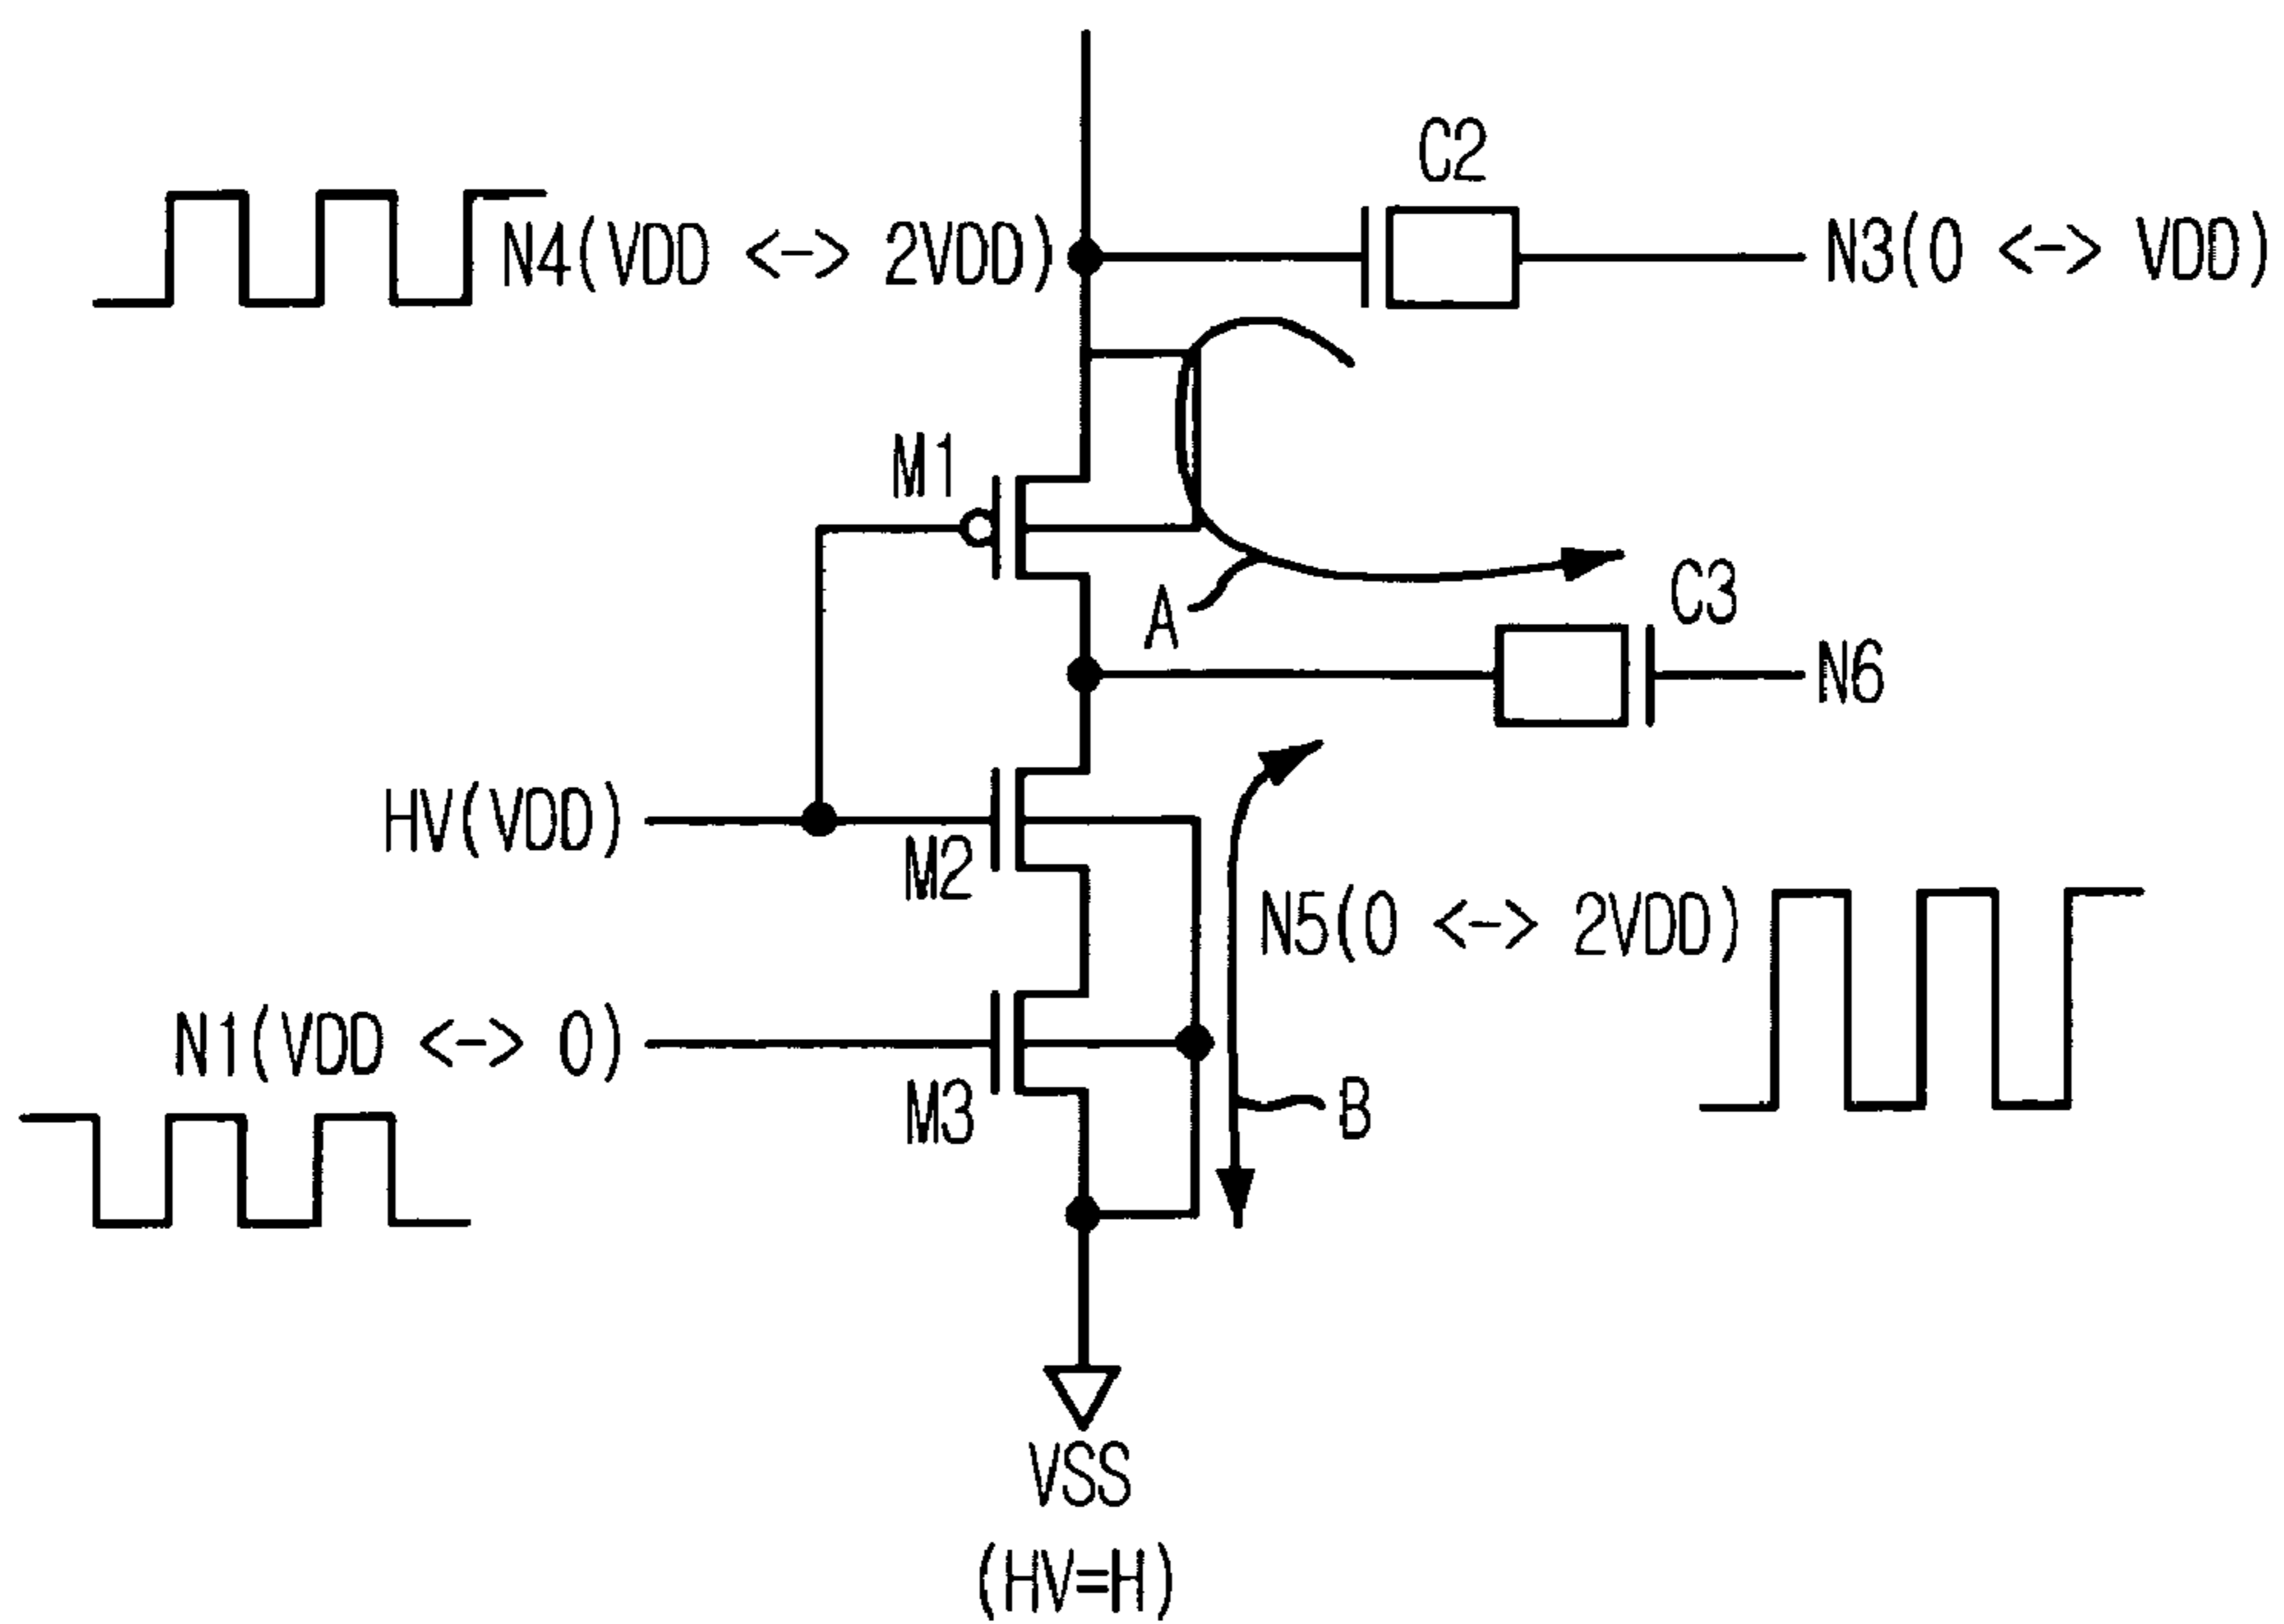 C2
N4(VDD <-> 2VDD)
N3(0 <-> VDD)
M1
A
C3
N6
HV(VDD)
M2
N5(0 <-> 2VDD)
N1(VDD <-> 0)
M3
B
VSS
(HV=H)